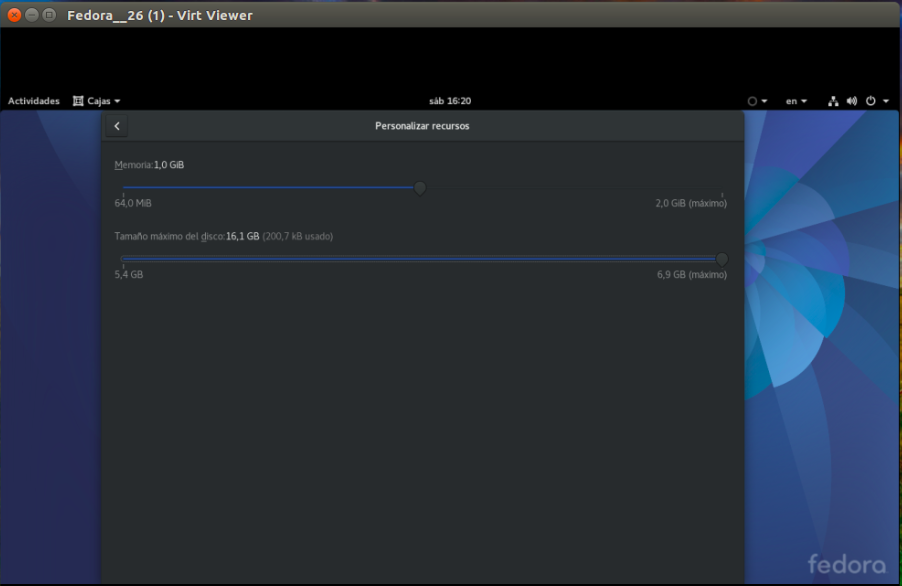 Fedora__26 (1) - Virt Viewer
Actividades Cajas sáb 16:20 en
Personalizar recursos
Memoria:1,0 GiB
64,0 MiB 2,0 GiB (máximo)
Tamaño máximo del disco:16,1 GB (200,7 kB usado)
5,4 GB 6,9 GB (máximo)
fedora